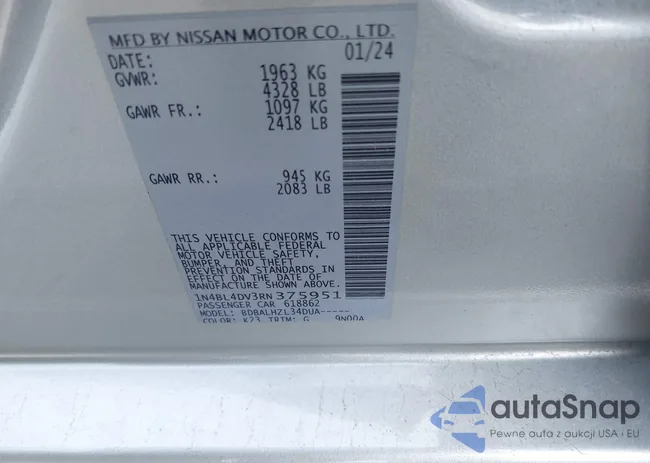 MFD BY NISSAN MOTOR CO., LTD.
DATE: 01/24
GVWR: 1963 KG
4328 LB
GAWR FR.: 1097 KG
2418 LB
GAWR RR.: 945 KG
2083 LB
THIS VEHICLE CONFORMS TO
ALL APPLICABLE FEDERAL
MOTOR VEHICLE SAFETY,
BUMPER, AND THEFT
PREVENTION STANDARDS IN
EFFECT ON THE DATE OF
MANUFACTURE SHOWN ABOVE.
1N4BL4DV3RN375951
PASSENGER CAR 618862
MODEL: BDBALHZL34DUA-----
COLOR: K23 TRIM: G
autaSnap
Pewne auta z aukcji USA i EU